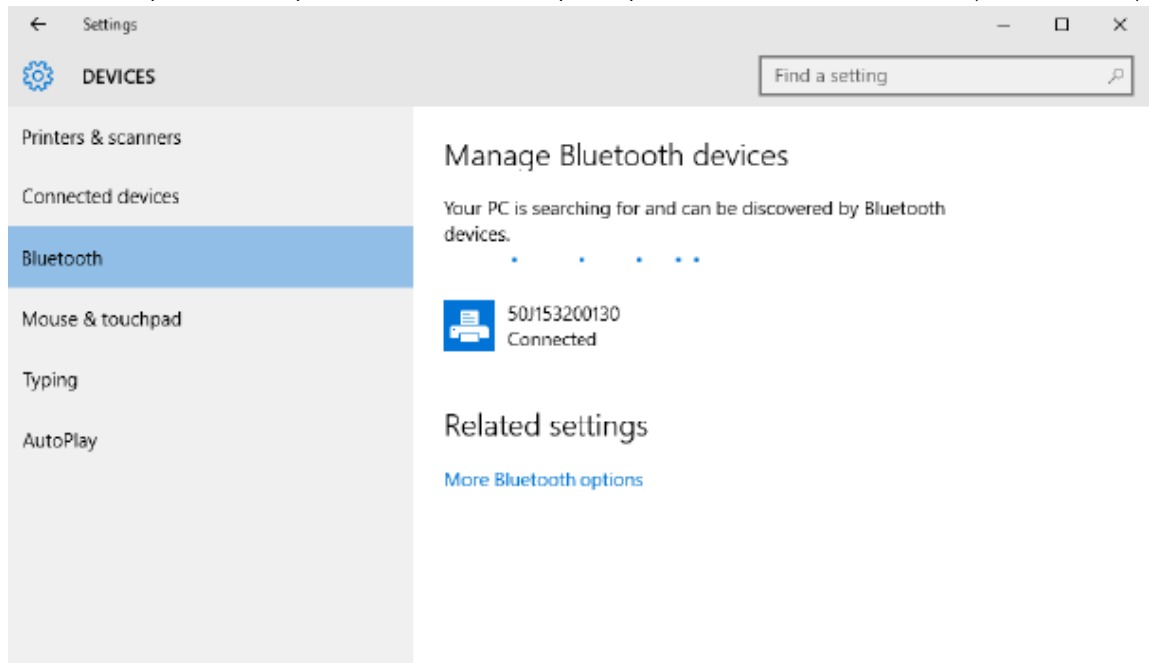 Settings
DEVICES
Find a setting
Printers & scanners
Connected devices
Bluetooth
Mouse & touchpad
Typing
AutoPlay
Manage Bluetooth devices
Your PC is searching for and can be discovered by Bluetooth
devices.
50J153200130
Connected
Related settings
More Bluetooth options